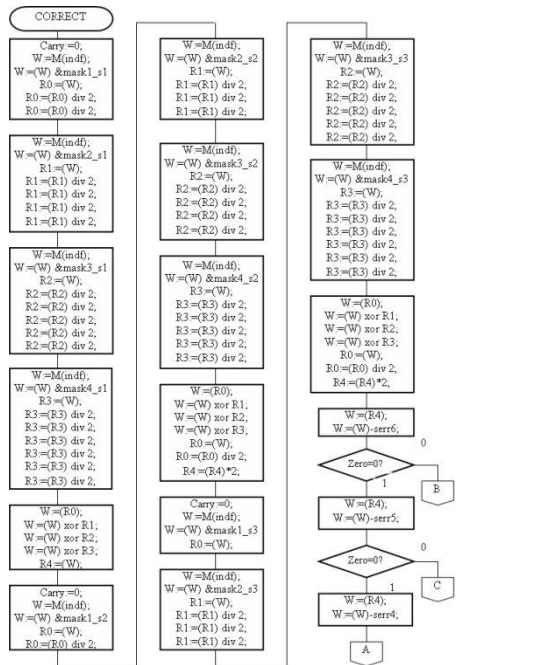 CORRECT
Carry:=0;
W:=M(indf);
W:=(W) &mask1_s1
R0:=(W);
R0:=(R0) div 2;
R0:=(R0) div 2;
W:=M(indf);
W:=(W) &mask2_s1
R1:=(W);
R1:=(R1) div 2;
R1:=(R1) div 2;
R1:=(R1) div 2;
R1:=(R1) div 2;
W:=M(indf);
W:=(W) &mask3_s1
R2:=(W);
R2:=(R2) div 2;
R2:=(R2) div 2;
R2:=(R2) div 2;
R2:=(R2) div 2;
R2:=(R2) div 2;
W:=M(indf);
W:=(W) &mask4_s1
R3:=(W);
R3:=(R3) div 2;
R3:=(R3) div 2;
R3:=(R3) div 2;
R3:=(R3) div 2;
R3:=(R3) div 2;
R3:=(R3) div 2;
W:=(R0);
W:=(W) xor R1;
W:=(W) xor R2;
W:=(W) xor R3;
R4:=(W);
Carry:=0;
W:=M(indf);
W:=(W) &mask1_s2
R0:=(W);
R0:=(R0) div 2;
W:=M(indf);
W:=(W) &mask2_s2
R1:=(W);
R1:=(R1) div 2;
R1:=(R1) div 2;
R1:=(R1) div 2;
W:=M(indf);
W:=(W) &mask3_s2
R2:=(W);
R2:=(R2) div 2;
R2:=(R2) div 2;
R2:=(R2) div 2;
R2:=(R2) div 2;
W:=M(indf);
W:=(W) &mask4_s2
R3:=(W);
R3:=(R3) div 2;
R3:=(R3) div 2;
R3:=(R3) div 2;
R3:=(R3) div 2;
R3:=(R3) div 2;
W:=(R0);
W:=(W) xor R1;
W:=(W) xor R2;
W:=(W) xor R3;
R0:=(W);
R0:=(R0) div 2;
R4:=(R4)*2;
Carry:=0;
W:=M(indf);
W:=(W) &mask1_s3
R0:=(W);
W:=M(indf);
W:=(W) &mask2_s3
R1:=(W);
R1:=(R1) div 2;
R1:=(R1) div 2;
R1:=(R1) div 2;
W:=M(indf);
W:=(W) &mask3_s3
R2:=(W);
R2:=(R2) div 2;
R2:=(R2) div 2;
R2:=(R2) div 2;
R2:=(R2) div 2;
R2:=(R2) div 2;
W:=M(indf);
W:=(W) &mask4_s3
R3:=(W);
R3:=(R3) div 2;
R3:=(R3) div 2;
R3:=(R3) div 2;
R3:=(R3) div 2;
R3:=(R3) div 2;
R3:=(R3) div 2;
W:=(R0);
W:=(W) xor R1;
W:=(W) xor R2;
W:=(W) xor R3;
R0:=(W);
R0:=(R0) div 2;
R4:=(R4)*2;
W:=(R4);
W:=(W)-serr6;
0
Zero=0?
1
B
W:=(R4);
W:=(W)-serr5;
0
Zero=0?
1
C
W:=(R4);
W:=(W)-serr4;
A